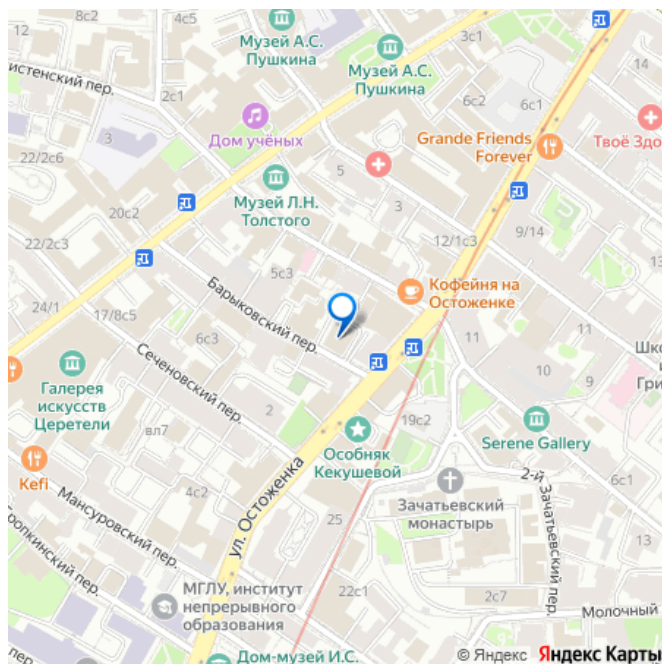 8с2
4с5
12
Музей А.С.
Пушкина
Музей А.С.
Пушкина
14
истенский пер.
2с1
6с2
6с1
3
Дом учёных
Grande Friends
Forever
Твоё Здо
22/2с6
5
Музей Л.Н.
Толстого
3
20с2
22/2с3
12/1с3
9/14
5с3
Кофейня на
Остоженке
Барыковский пер.
24/1
17/8с5
6с3
11
11
Шко
и
Гри
10
9
Сеченовский пер.
Галерея
искусств
Церетели
2
19с2
Serene Gallery
вл7
Особняк
Кекушевой
Kefi
6с1
4с2
2-й
Зачатьевский пер.
Зачатьевский
монастырь
Мансуровский пер.
ул. Остоженка
25
13
опкинский пер.
МГЛУ, институт
непрерывного
образования
22с1
2с7
Молочный
Дом-музей И.С.
© Яндекс Яндекс Карты